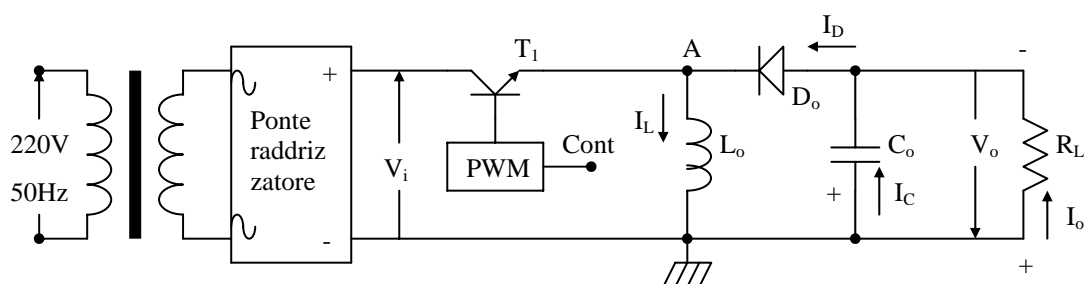 220V
50Hz
Ponte
raddriz
zatore
+
-
V_i
T_1
PWM
Cont
A
I_L
L_o
I_D
D_o
C_o
+
I_C
V_o
-
R_L
I_o
+